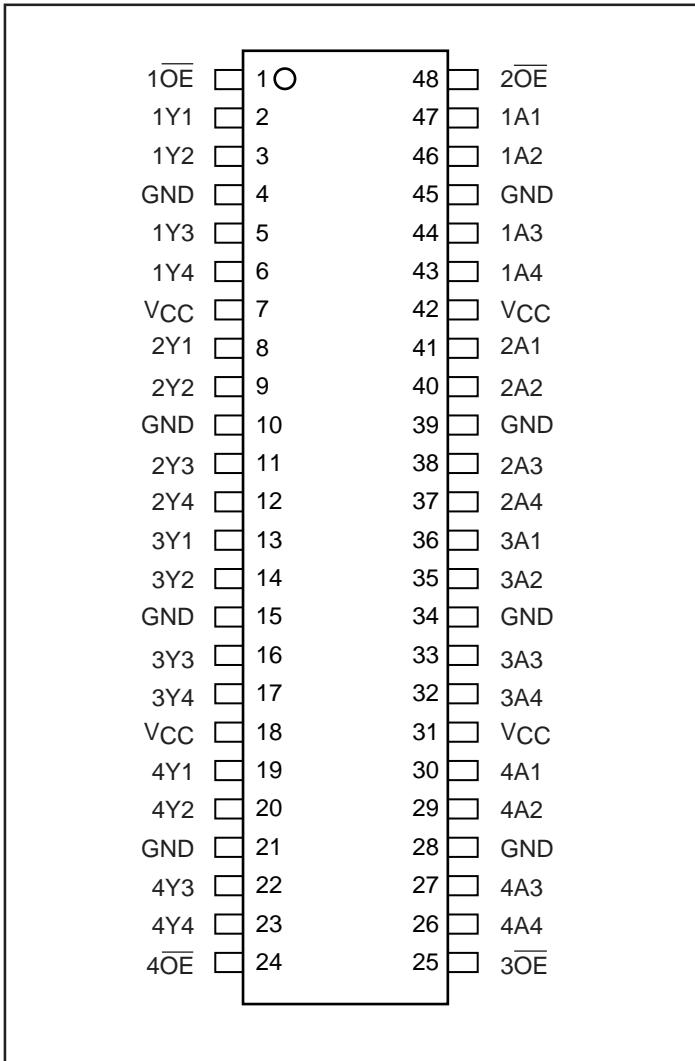 1O̅E̅ 1 48 2O̅E̅
1Y1 2 47 1A1
1Y2 3 46 1A2
GND 4 45 GND
1Y3 5 44 1A3
1Y4 6 43 1A4
VCC 7 42 VCC
2Y1 8 41 2A1
2Y2 9 40 2A2
GND 10 39 GND
2Y3 11 38 2A3
2Y4 12 37 2A4
3Y1 13 36 3A1
3Y2 14 35 3A2
GND 15 34 GND
3Y3 16 33 3A3
3Y4 17 32 3A4
VCC 18 31 VCC
4Y1 19 30 4A1
4Y2 20 29 4A2
GND 21 28 GND
4Y3 22 27 4A3
4Y4 23 26 4A4
4O̅E̅ 24 25 3O̅E̅